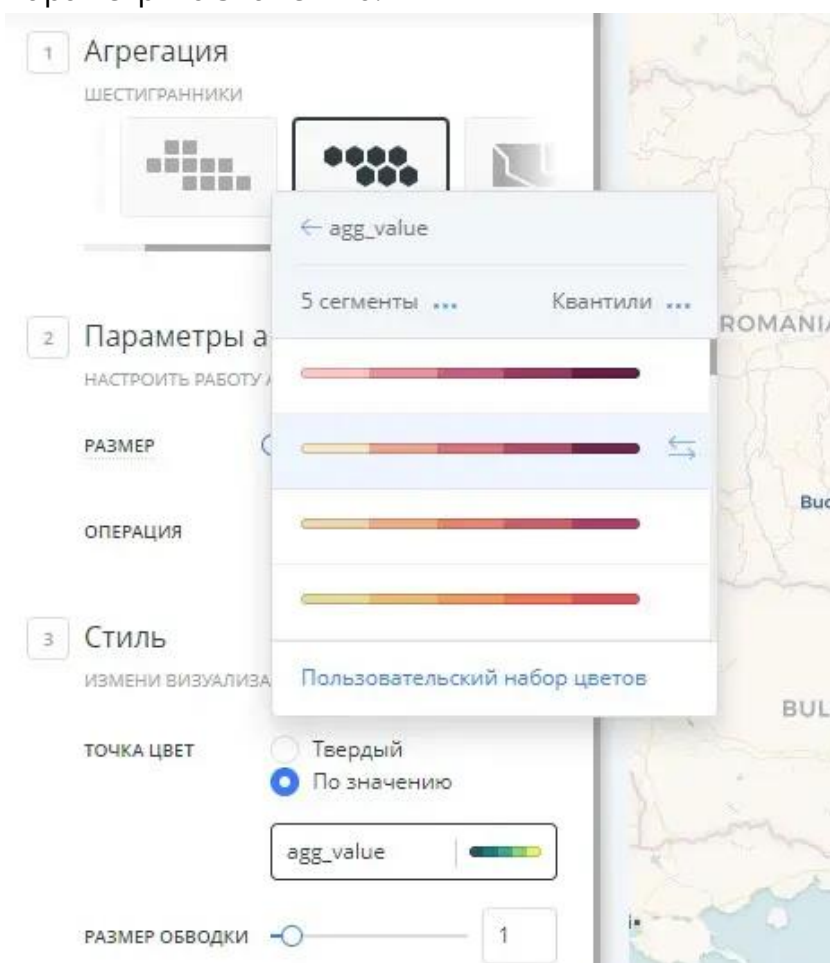 1 Агрегация
ШЕСТИГРАННИКИ
← agg_value
5 сегменты ... Квантили ...
ROMANIA
2 Параметры а
НАСТРОИТЬ РАБОТУ
РАЗМЕР
Buc
ОПЕРАЦИЯ
3 Стиль
ИЗМЕНИ ВИЗУАЛИЗА
Пользовательский набор цветов
BUL
ТОЧКА ЦВЕТ
Твердый
По значению
agg_value
РАЗМЕР ОБВОДКИ 1